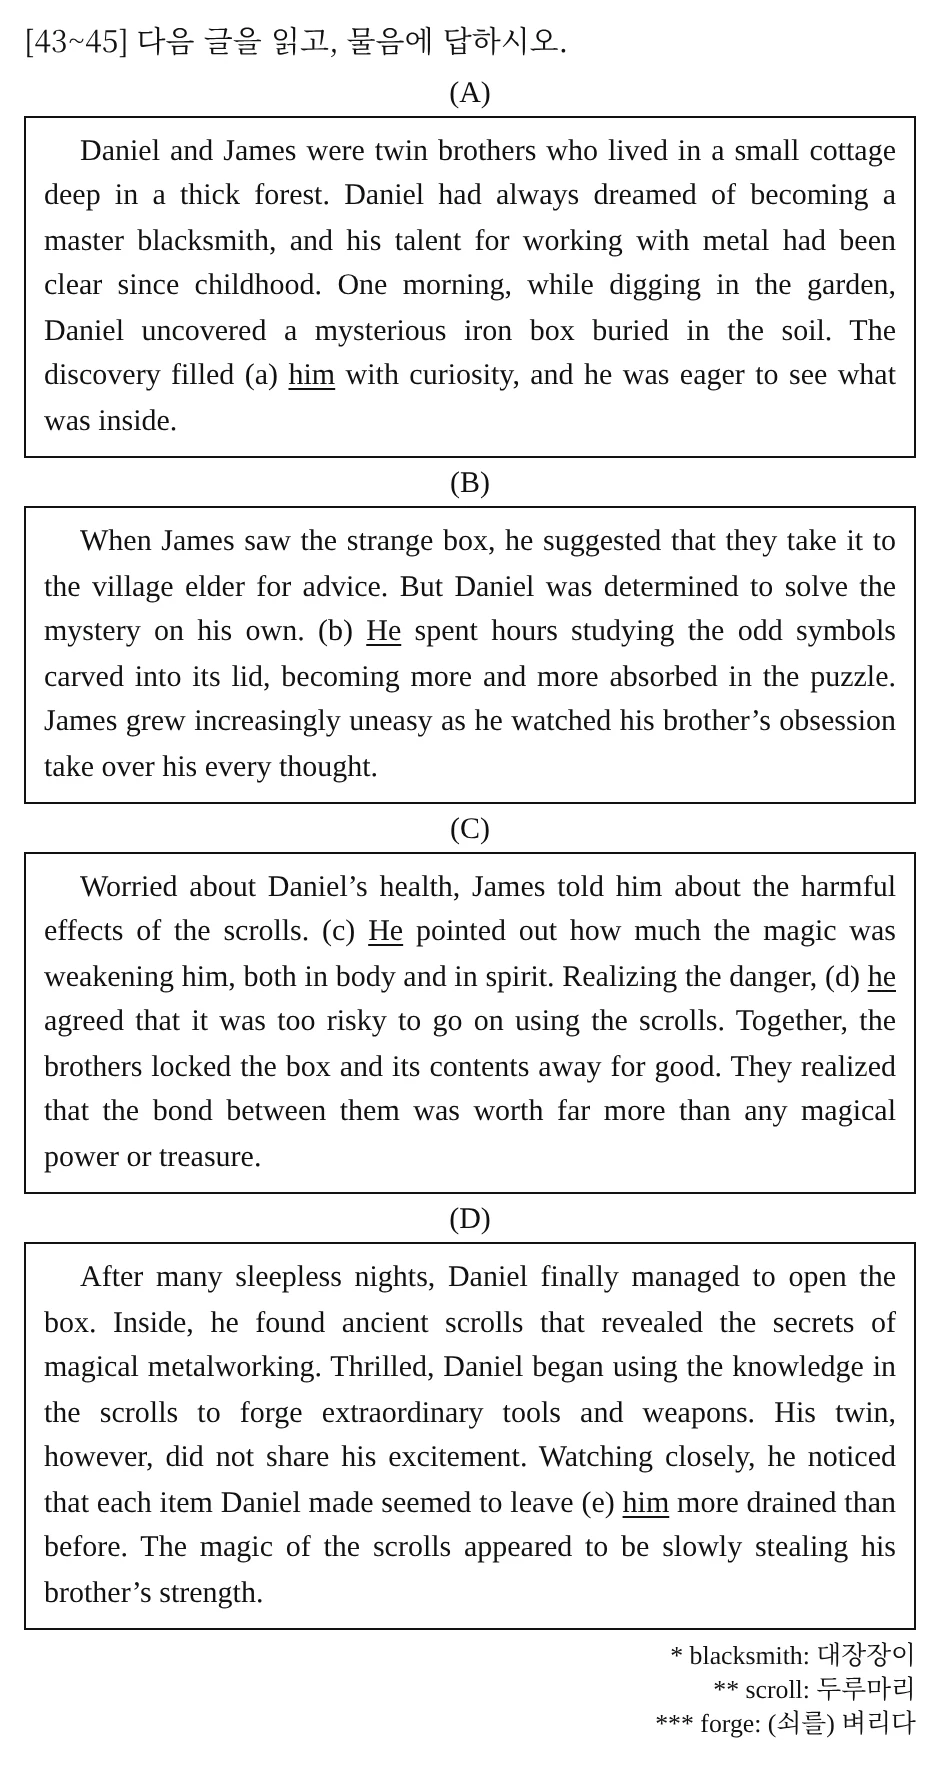 [43~45] 다음 글을 읽고, 물음에 답하시오.
(A)
Daniel and James were twin brothers who lived in a small cottage
deep in a thick forest. Daniel had always dreamed of becoming a
master blacksmith, and his talent for working with metal had been
clear since childhood. One morning, while digging in the garden,
Daniel uncovered a mysterious iron box buried in the soil. The
discovery filled (a) him with curiosity, and he was eager to see what
was inside.
(B)
When James saw the strange box, he suggested that they take it to
the village elder for advice. But Daniel was determined to solve the
mystery on his own. (b) He spent hours studying the odd symbols
carved into its lid, becoming more and more absorbed in the puzzle.
James grew increasingly uneasy as he watched his brother’s obsession
take over his every thought.
(C)
Worried about Daniel’s health, James told him about the harmful
effects of the scrolls. (c) He pointed out how much the magic was
weakening him, both in body and in spirit. Realizing the danger, (d) he
agreed that it was too risky to go on using the scrolls. Together, the
brothers locked the box and its contents away for good. They realized
that the bond between them was worth far more than any magical
power or treasure.
(D)
After many sleepless nights, Daniel finally managed to open the
box. Inside, he found ancient scrolls that revealed the secrets of
magical metalworking. Thrilled, Daniel began using the knowledge in
the scrolls to forge extraordinary tools and weapons. His twin,
however, did not share his excitement. Watching closely, he noticed
that each item Daniel made seemed to leave (e) him more drained than
before. The magic of the scrolls appeared to be slowly stealing his
brother’s strength.
* blacksmith: 대장장이
** scroll: 두루마리
*** forge: (쇠를) 벼리다